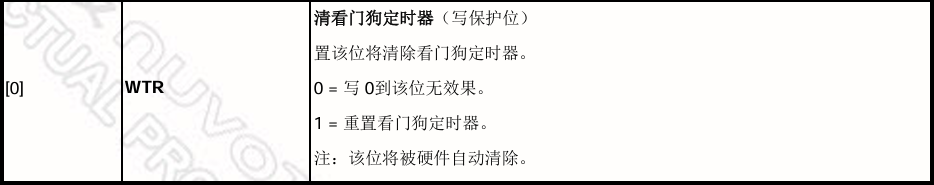 清看门狗定时器（写保护位）
置该位将清除看门狗定时器。
[0] WTR 0 = 写 0到该位无效果。
1 = 重置看门狗定时器。
注：该位将被硬件自动清除。